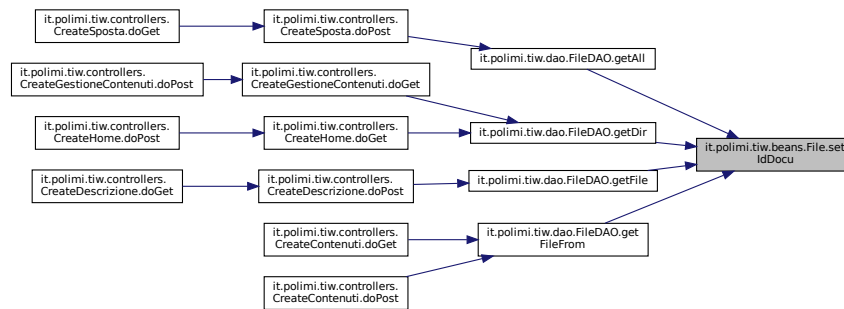 it.polimi.tiw.controllers.
CreateSposta.doGet
it.polimi.tiw.controllers.
CreateSposta.doPost
it.polimi.tiw.dao.FileDAO.getAll
it.polimi.tiw.controllers.
CreateGestioneContenuti.doPost
it.polimi.tiw.controllers.
CreateGestioneContenuti.doGet
it.polimi.tiw.controllers.
CreateHome.doPost
it.polimi.tiw.controllers.
CreateHome.doGet
it.polimi.tiw.dao.FileDAO.getDir
it.polimi.tiw.beans.File.set
IdDocu
it.polimi.tiw.controllers.
CreateDescrizione.doGet
it.polimi.tiw.controllers.
CreateDescrizione.doPost
it.polimi.tiw.dao.FileDAO.getFile
it.polimi.tiw.controllers.
CreateContenuti.doGet
it.polimi.tiw.dao.FileDAO.get
FileFrom
it.polimi.tiw.controllers.
CreateContenuti.doPost